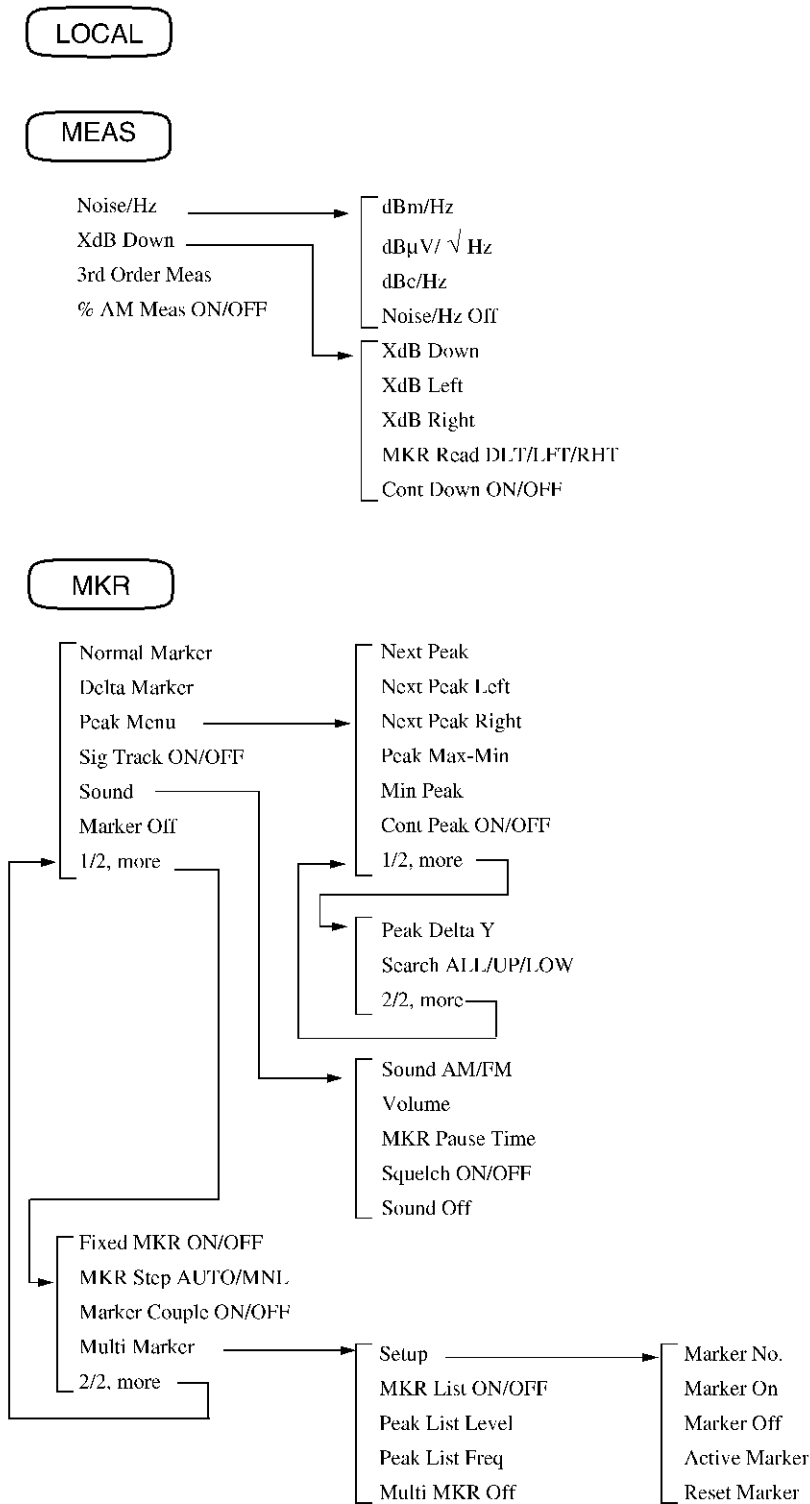 LOCAL
MEAS
Noise/Hz
XdB Down
3rd Order Meas
% AM Meas ON/OFF
dBm/Hz
dBμV/ √ Hz
dBc/Hz
Noise/Hz Off
XdB Down
XdB Left
XdB Right
MKR Read DLT/LFT/RHT
Cont Down ON/OFF
MKR
Normal Marker
Delta Marker
Peak Menu
Sig Track ON/OFF
Sound
Marker Off
1/2, more
Next Peak
Next Peak Left
Next Peak Right
Peak Max-Min
Min Peak
Cont Peak ON/OFF
1/2, more
Peak Delta Y
Search ALL/UP/LOW
2/2, more
Sound AM/FM
Volume
MKR Pause Time
Squelch ON/OFF
Sound Off
Fixed MKR ON/OFF
MKR Step AUTO/MNL
Marker Couple ON/OFF
Multi Marker
2/2, more
Setup
MKR List ON/OFF
Peak List Level
Peak List Freq
Multi MKR Off
Marker No.
Marker On
Marker Off
Active Marker
Reset Marker